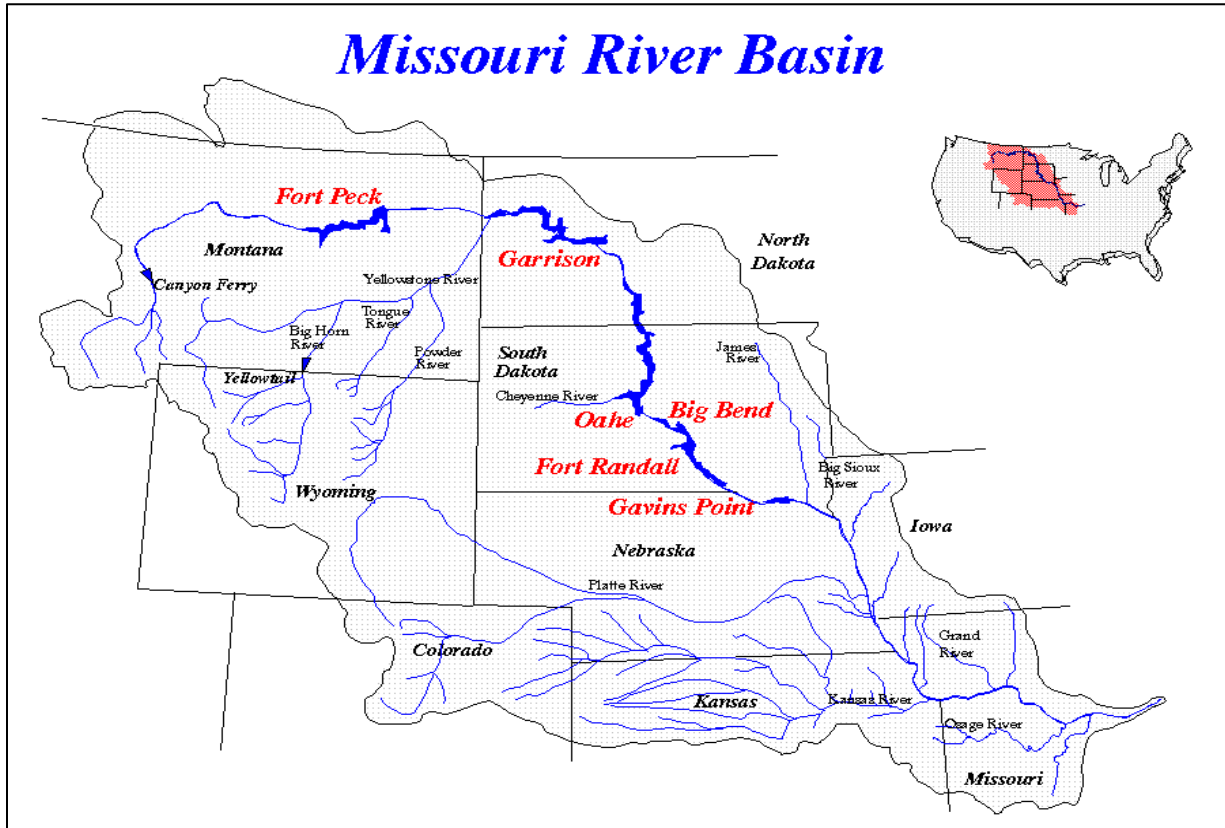 Missouri River Basin
Fort Peck
Montana
Garrison
North
Dakota
Canyon Ferry
Yellowstone River
Tongue
River
Big Horn
River
Powder
River
Yellowtail
South
Dakota
James
River
Cheyenne River
Oahe
Big Bend
Fort Randall
Big Sioux
River
Wyoming
Gavins Point
Iowa
Nebraska
Platte River
Grand
River
Colorado
Kansas
Kansas River
Osage River
Missouri